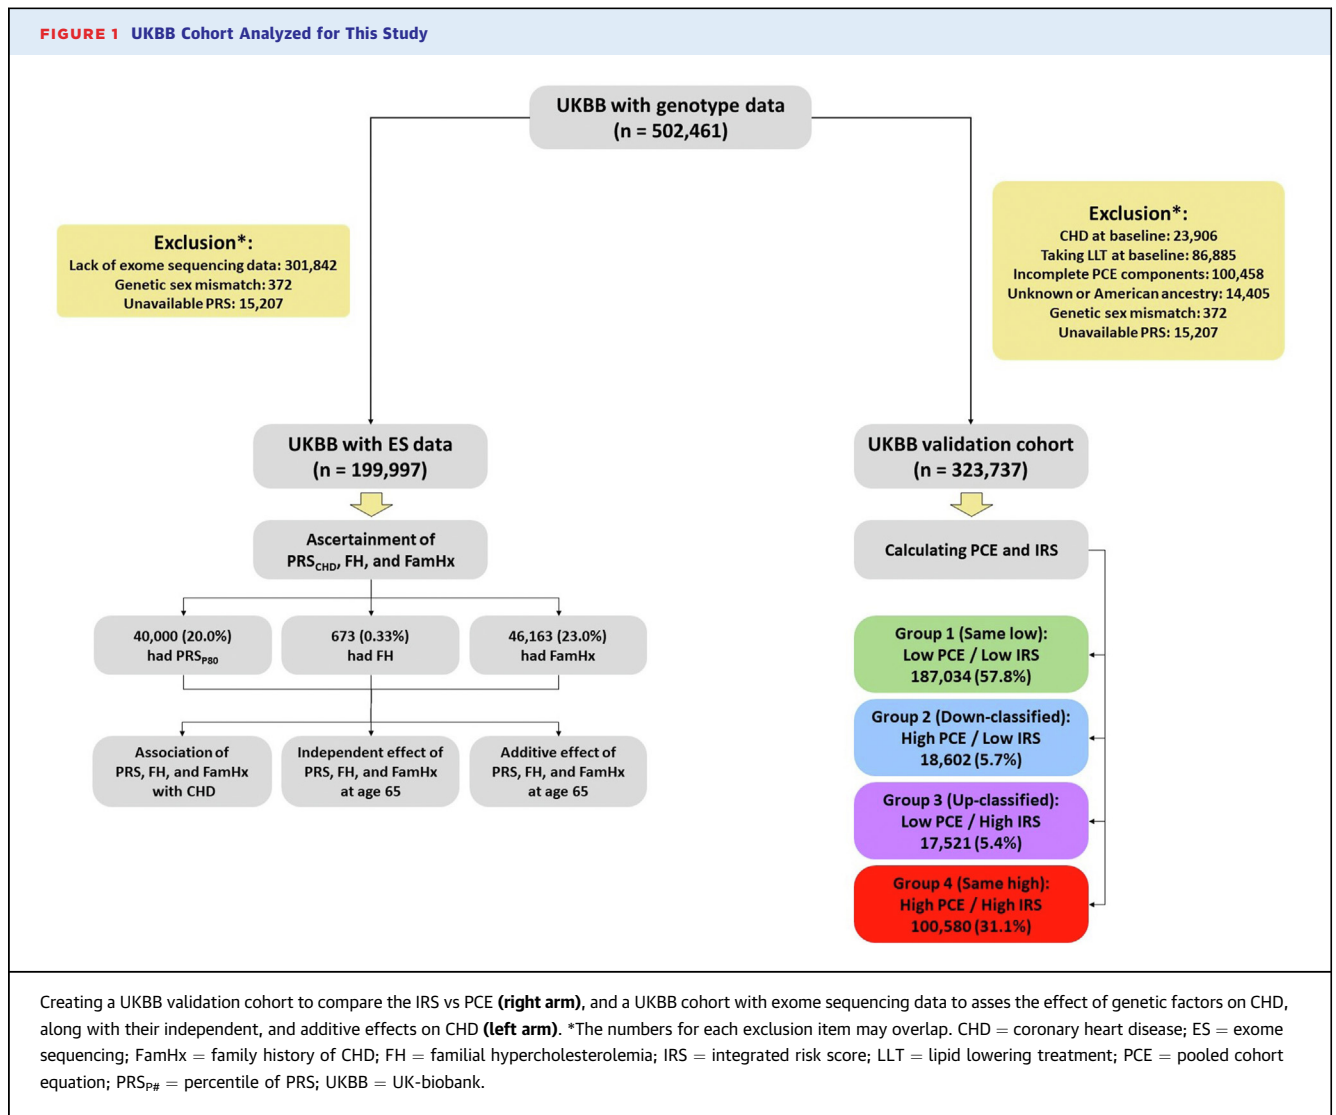 FIGURE 1 UKBB Cohort Analyzed for This Study
UKBB with genotype data
(n = 502,461)
Exclusion*:
Lack of exome sequencing data: 301,842
Genetic sex mismatch: 372
Unavailable PRS: 15,207
Exclusion*:
CHD at baseline: 23,906
Taking LLT at baseline: 86,885
Incomplete PCE components: 100,458
Unknown or American ancestry: 14,405
Genetic sex mismatch: 372
Unavailable PRS: 15,207
UKBB with ES data
(n = 199,997)
Ascertainment of
PRSCHD, FH, and FamHx
40,000 (20.0%)
had PRSP80
673 (0.33%)
had FH
46,163 (23.0%)
had FamHx
Association of
PRS, FH, and FamHx
with CHD
Independent effect of
PRS, FH, and FamHx
at age 65
Additive effect of
PRS, FH, and FamHx
at age 65
UKBB validation cohort
(n = 323,737)
Calculating PCE and IRS
Group 1 (Same low):
Low PCE / Low IRS
187,034 (57.8%)
Group 2 (Down-classified):
High PCE / Low IRS
18,602 (5.7%)
Group 3 (Up-classified):
Low PCE / High IRS
17,521 (5.4%)
Group 4 (Same high):
High PCE / High IRS
100,580 (31.1%)
Creating a UKBB validation cohort to compare the IRS vs PCE (right arm), and a UKBB cohort with exome sequencing data to asses the effect of genetic factors on CHD,
along with their independent, and additive effects on CHD (left arm). *The numbers for each exclusion item may overlap. CHD = coronary heart disease; ES = exome
sequencing; FamHx = family history of CHD; FH = familial hypercholesterolemia; IRS = integrated risk score; LLT = lipid lowering treatment; PCE = pooled cohort
equation; PRSP# = percentile of PRS; UKBB = UK-biobank.